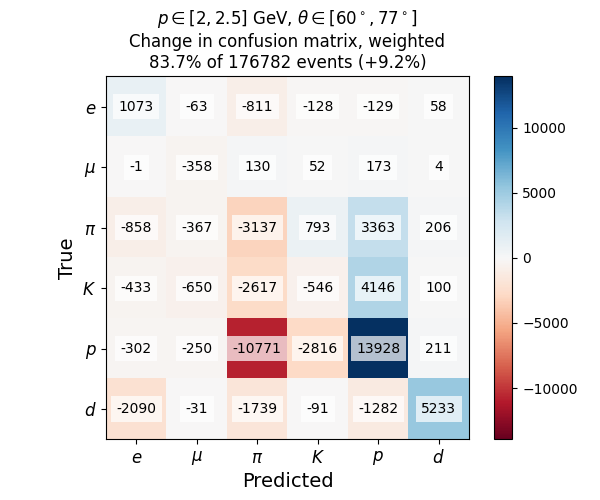 p ∈ [2, 2.5] GeV, θ ∈ [60°, 77°]
Change in confusion matrix, weighted
83.7% of 176782 events (+9.2%)
True
e 1073 -63 -811 -128 -129 58
μ -1 -358 130 52 173 4
π -858 -367 -3137 793 3363 206
K -433 -650 -2617 -546 4146 100
p -302 -250 -10771 -2816 13928 211
d -2090 -31 -1739 -91 -1282 5233
e μ π K p d
Predicted
10000
5000
0
−5000
−10000